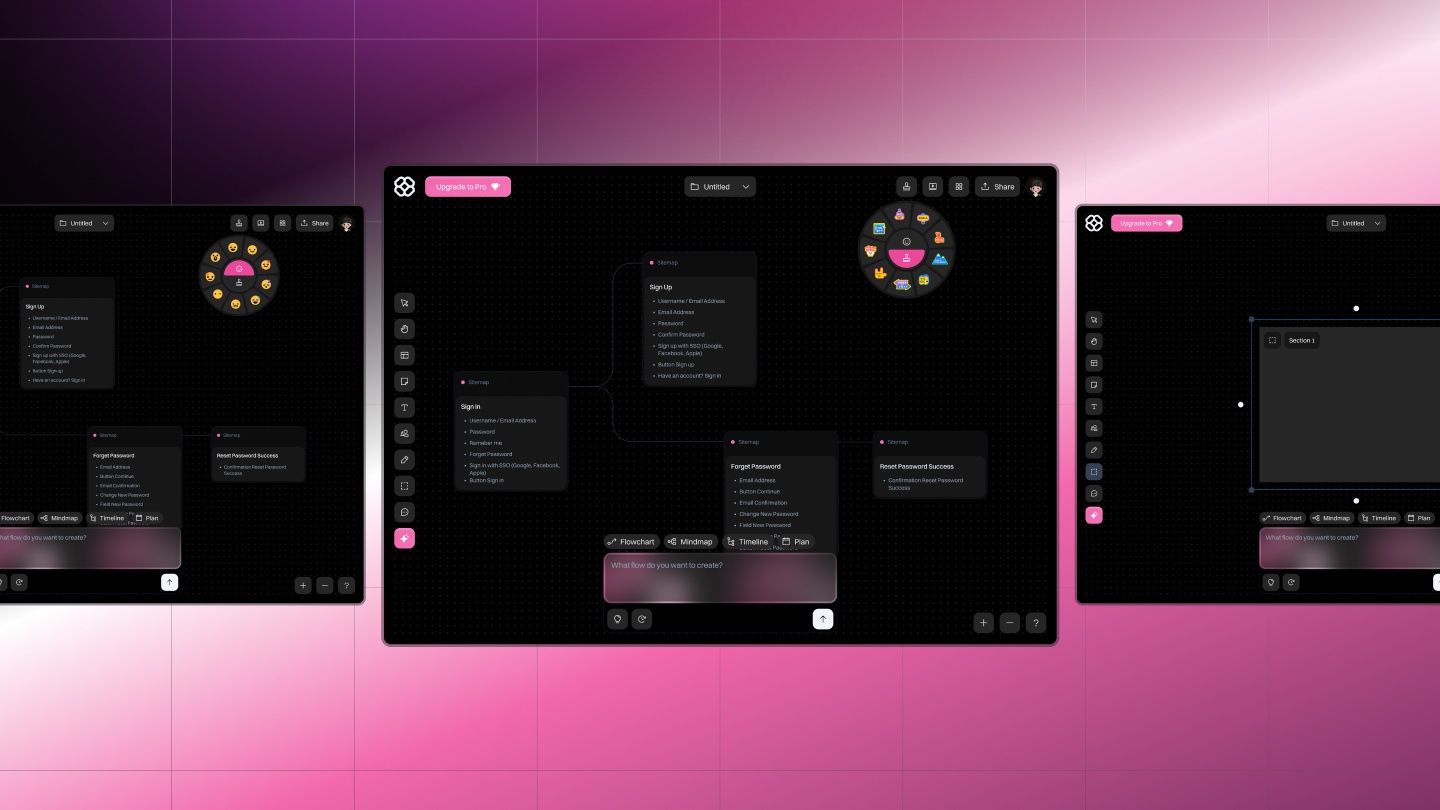 Untitled
Share
Sitemap
Sign Up
Username / Email Address
Email Address
Password
Confirm Password
Sign up with SSO (Google,
Facebook, Apple)
Button Sign up
Have an account? Sign in
Sitemap
Forget Password
Email Address
Button Continue
Email Confirmation
Change New Password
Field New Password
Sitemap
Reset Password Success
Confirmation Reset Password
Success
Flowchart
Mindmap
Timeline
Plan
What flow do you want to create?
+
−
?
Upgrade to Pro
Untitled
Share
Sitemap
Sign Up
Username / Email Address
Email Address
Password
Confirm Password
Sign up with SSO (Google,
Facebook, Apple)
Button Sign up
Have an account? Sign in
Sitemap
Sign In
Username / Email Address
Password
Remeber me
Forget Password
Sign in with SSO (Google, Facebook,
Apple)
Button Sign in
Sitemap
Forget Password
Email Address
Button Continue
Email Confirmation
Change New Password
Field New Password
Sitemap
Reset Password Success
Confirmation Reset Password
Success
Flowchart
Mindmap
Timeline
Plan
What flow do you want to create?
+
−
?
Upgrade to Pro
Untitled
Section 1
T
Flowchart
Mindmap
Timeline
Plan
What flow do you want to create?